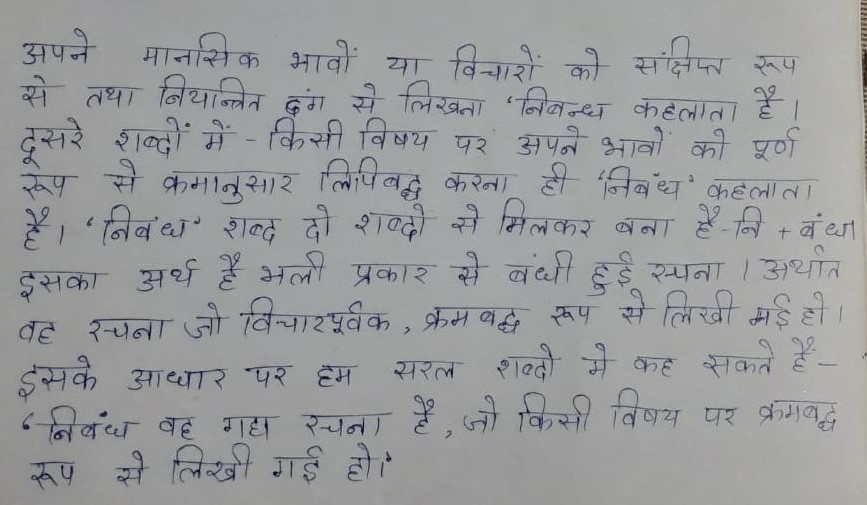 अपने मानसिक भावों या विचारों को संक्षिप्त रूप
से तथा नियन्त्रित ढंग से लिखना 'निबन्ध कहलाता है।
दूसरे शब्दों में - किसी विषय पर अपने भावों को पूर्ण
रूप से क्रमानुसार लिपिबद्ध करना ही 'निबंध' कहलाता
है। 'निबंध' शब्द दो शब्दो से मिलकर बना है-नि + बंध।
इसका अर्थ है भली प्रकार से बंधी हुई रचना। अर्थात
वह रचना जो विचारपूर्वक, क्रमबद्ध रूप से लिखी गई हो।
इसके आधार पर हम सरल शब्दो मे कह सकते हैं–
'निबंध वह गद्य रचना है, जो किसी विषय पर क्रमबद्ध
रूप से लिखी गई हो।'